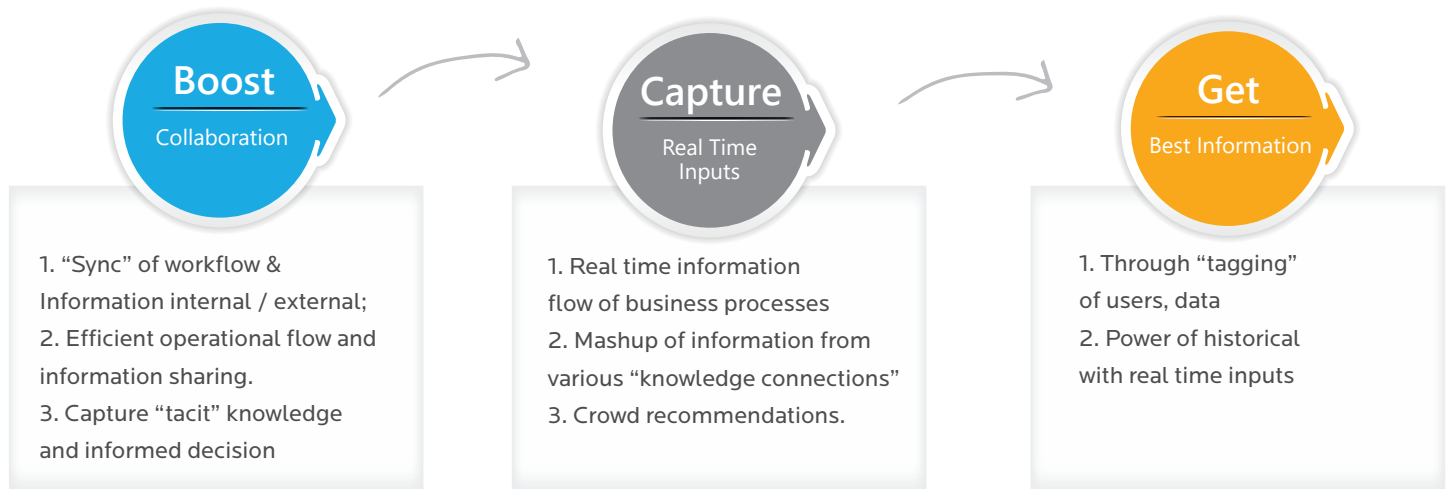 Boost
Collaboration
1. “Sync” of workflow &
Information internal / external;
2. Efficient operational flow and
information sharing.
3. Capture “tacit” knowledge
and informed decision
Capture
Real Time
Inputs
1. Real time information
flow of business processes
2. Mashup of information from
various “knowledge connections”
3. Crowd recommendations.
Get
Best Information
1. Through “tagging”
of users, data
2. Power of historical
with real time inputs